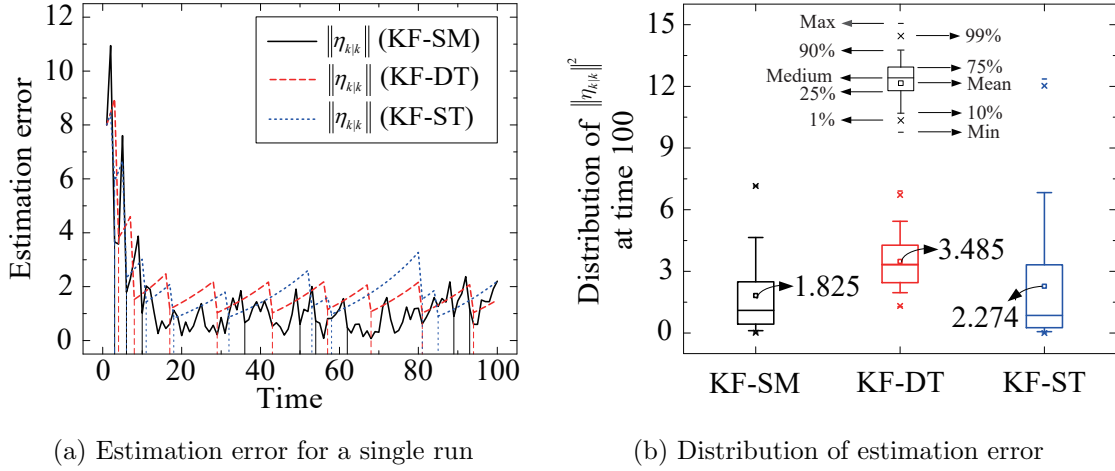 12
10
8
6
4
2
0
Estimation error
‖η_{k|k}‖ (KF-SM)
‖η_{k|k}‖ (KF-DT)
‖η_{k|k}‖ (KF-ST)
0 20 40 60 80 100
Time
(a) Estimation error for a single run
15
12
9
6
3
0
Distribution of ‖η_{k|k}‖²
at time 100
Max
99%
90%
75%
Medium
Mean
25%
10%
1%
Min
1.825
3.485
2.274
KF-SM KF-DT KF-ST
(b) Distribution of estimation error